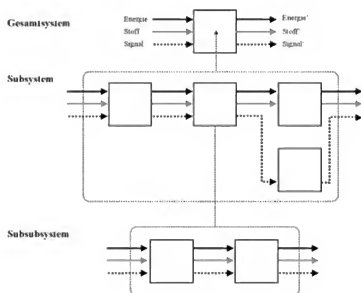 Gesamtsystem
Energie
Stoff
Signal
Energie'
Stoff'
Signal'
Subsystem
Subsubsystem